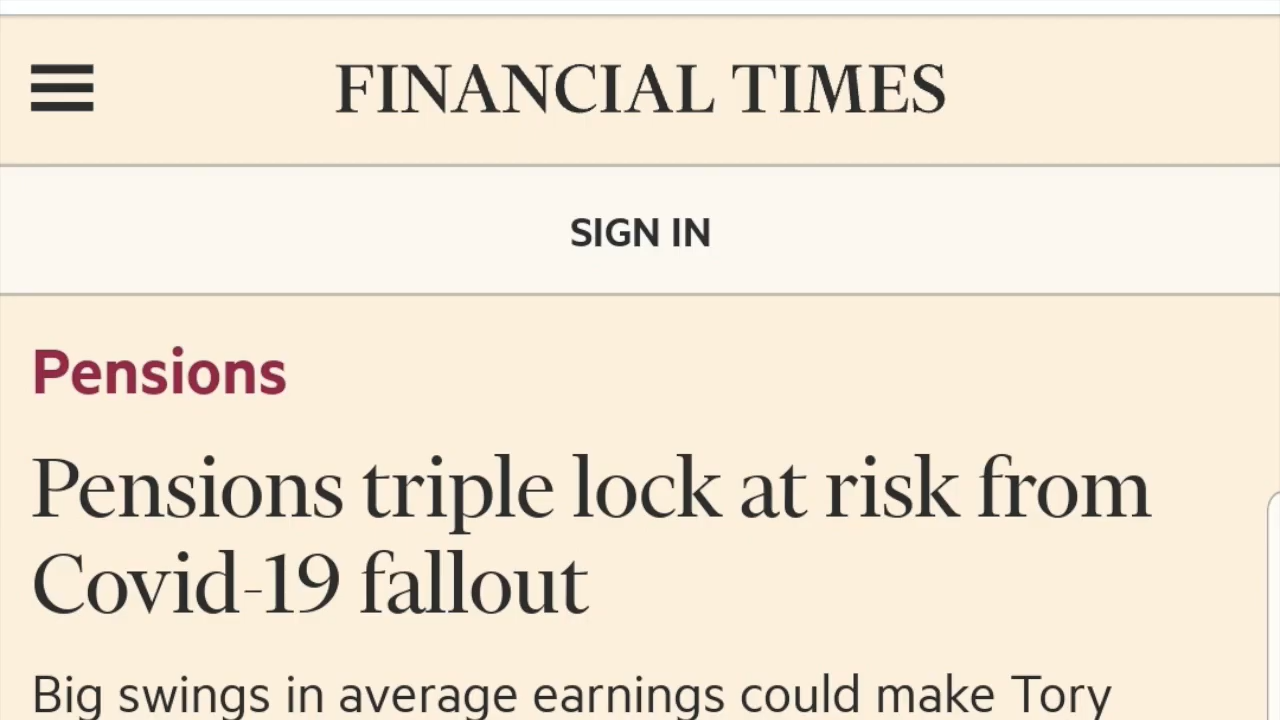 FINANCIAL TIMES
SIGN IN
Pensions
Pensions triple lock at risk from
Covid-19 fallout
Big swings in average earnings could make Tory